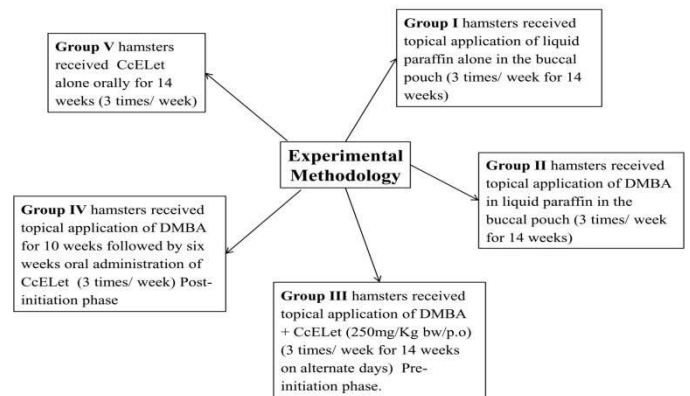 Group V hamsters
received CcELet
alone orally for 14
weeks (3 times/ week)
Group I hamsters received
topical application of liquid
paraffin alone in the buccal
pouch (3 times/ week for 14
weeks)
Experimental
Methodology
Group II hamsters received
topical application of DMBA
in liquid paraffin in the
buccal pouch (3 times/ week
for 14 weeks)
Group IV hamsters received
topical application of DMBA
for 10 weeks followed by six
weeks oral administration of
CcELet (3 times/ week) Post-
initiation phase
Group III hamsters received
topical application of DMBA
+ CcELet (250mg/Kg bw/p.o)
(3 times/ week for 14 weeks
on alternate days) Pre-
initiation phase.